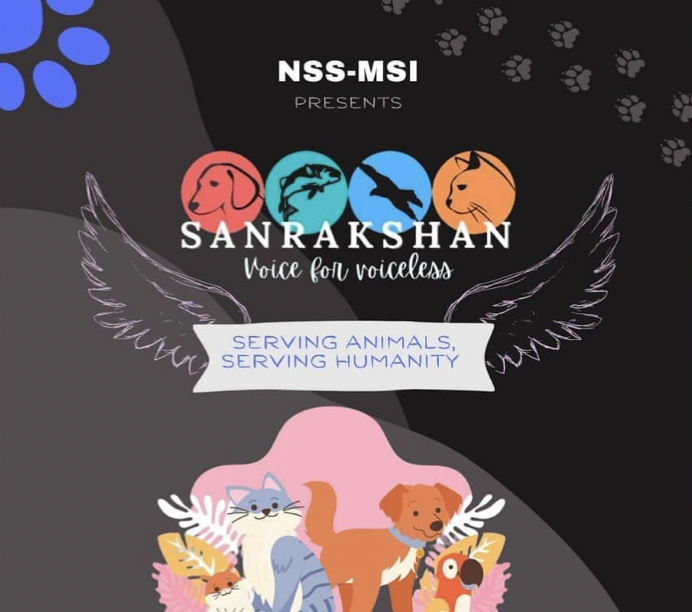 NSS-MSI
PRESENTS
SANRAKSHAN
Voice for voiceless
SERVING ANIMALS,
SERVING HUMANITY